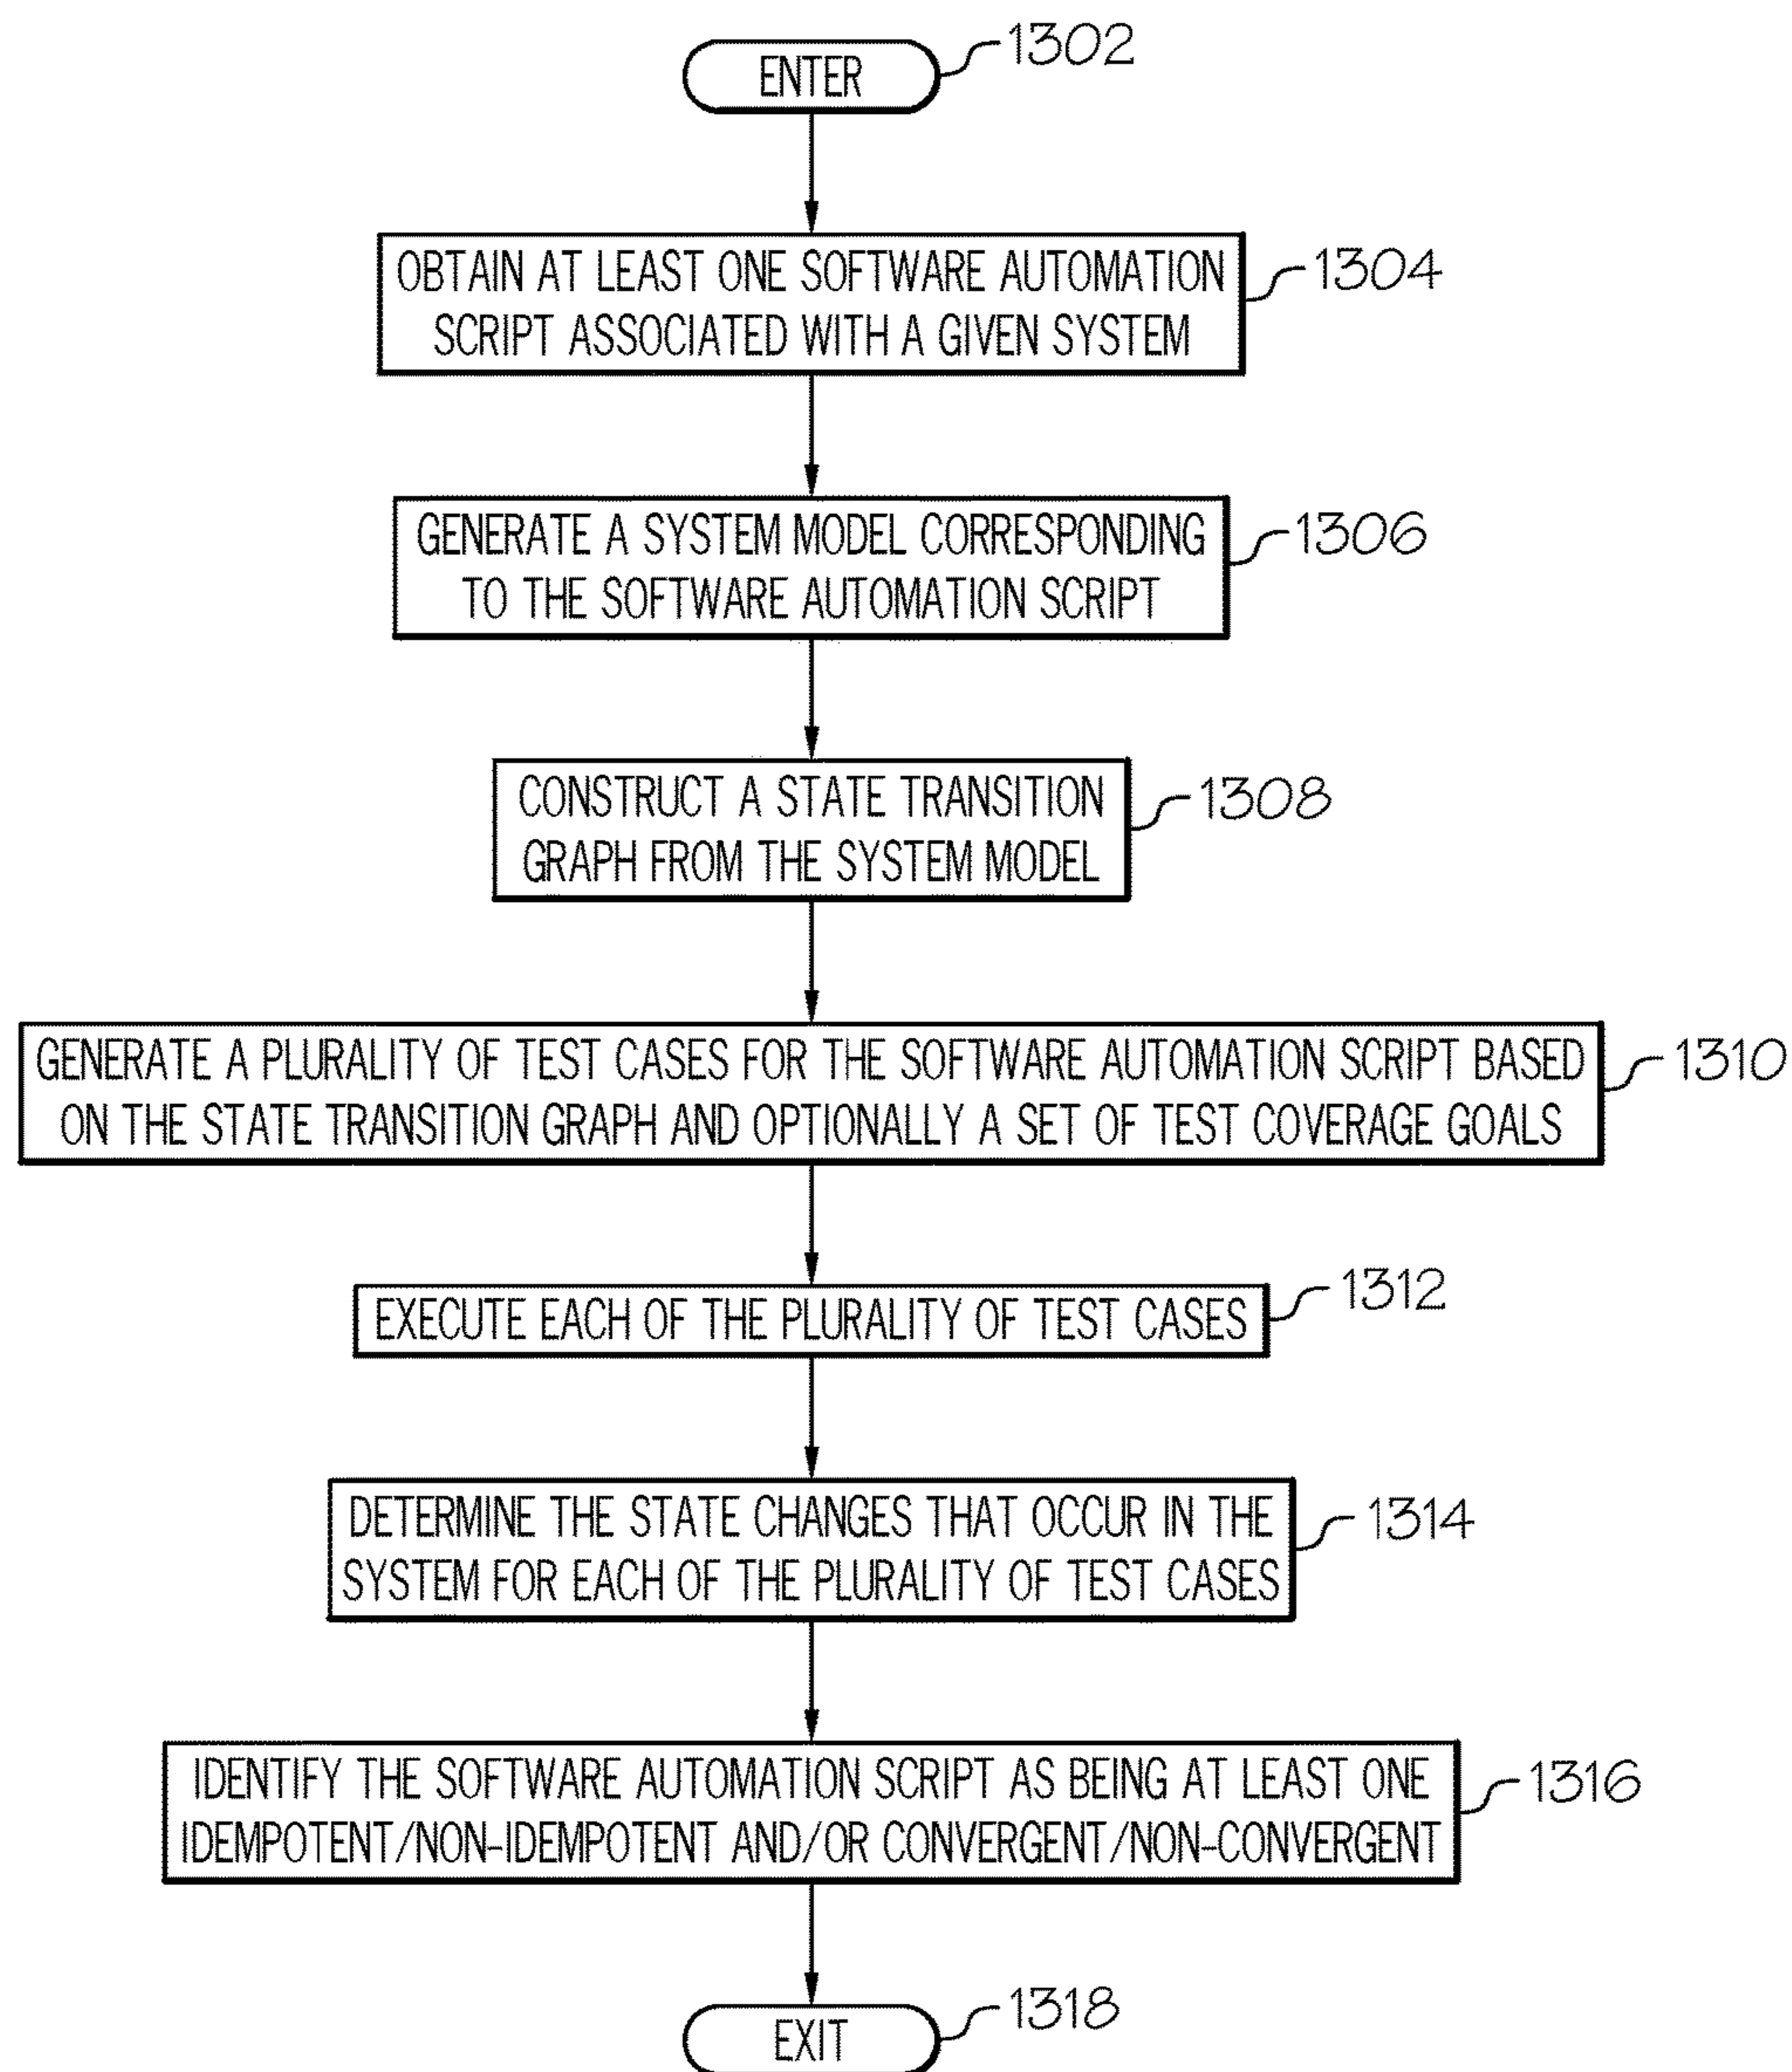 ENTER
1302
OBTAIN AT LEAST ONE SOFTWARE AUTOMATION
SCRIPT ASSOCIATED WITH A GIVEN SYSTEM
1304
GENERATE A SYSTEM MODEL CORRESPONDING
TO THE SOFTWARE AUTOMATION SCRIPT
1306
CONSTRUCT A STATE TRANSITION
GRAPH FROM THE SYSTEM MODEL
1308
GENERATE A PLURALITY OF TEST CASES FOR THE SOFTWARE AUTOMATION SCRIPT BASED
ON THE STATE TRANSITION GRAPH AND OPTIONALLY A SET OF TEST COVERAGE GOALS
1310
EXECUTE EACH OF THE PLURALITY OF TEST CASES
1312
DETERMINE THE STATE CHANGES THAT OCCUR IN THE
SYSTEM FOR EACH OF THE PLURALITY OF TEST CASES
1314
IDENTIFY THE SOFTWARE AUTOMATION SCRIPT AS BEING AT LEAST ONE
IDEMPOTENT/NON-IDEMPOTENT AND/OR CONVERGENT/NON-CONVERGENT
1316
EXIT
1318